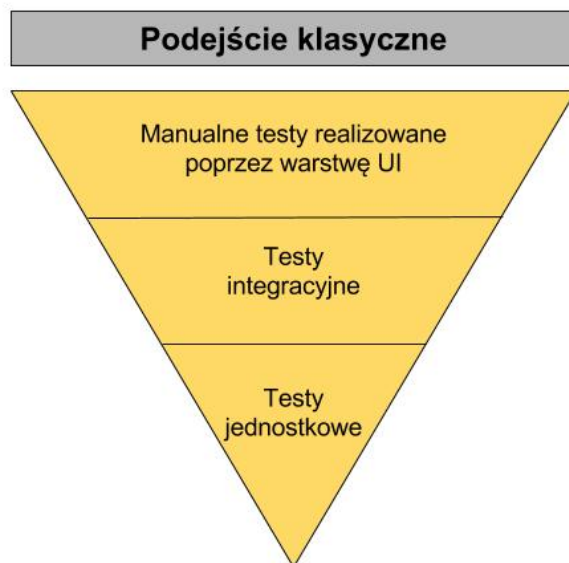 Podejście klasyczne
Manualne testy realizowane
poprzez warstwę UI
Testy
integracyjne
Testy
jednostkowe